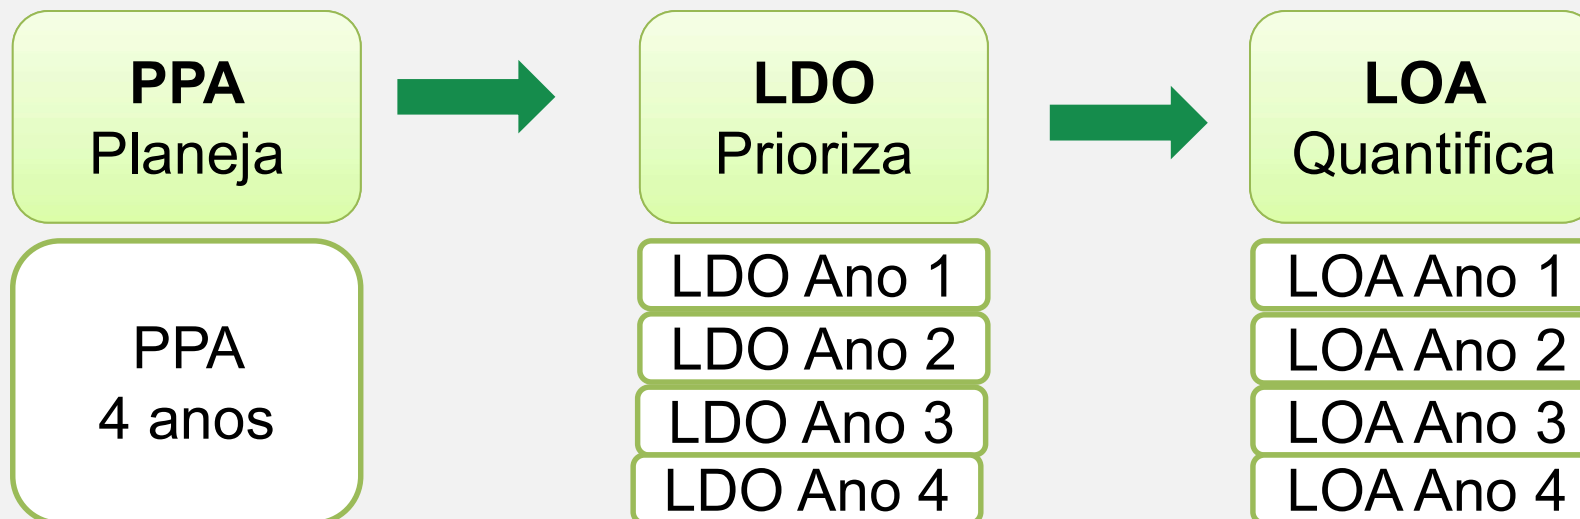 PPA
Planeja
LDO
Prioriza
LOA
Quantifica
PPA
4 anos
LDO Ano 1
LDO Ano 2
LDO Ano 3
LDO Ano 4
LOA Ano 1
LOA Ano 2
LOA Ano 3
LOA Ano 4